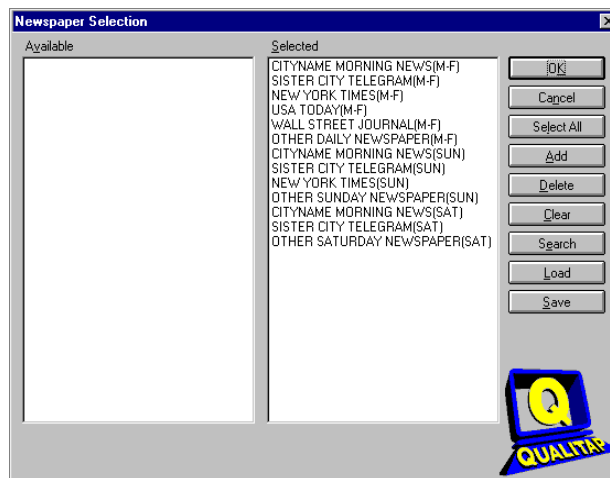 Newspaper Selection
Available
Selected
CITYNAME MORNING NEWS(M-F)
SISTER CITY TELEGRAM(M-F)
NEW YORK TIMES(M-F)
USA TODAY(M-F)
WALL STREET JOURNAL(M-F)
OTHER DAILY NEWSPAPER(M-F)
CITYNAME MORNING NEWS(SUN)
SISTER CITY TELEGRAM(SUN)
NEW YORK TIMES(SUN)
OTHER SUNDAY NEWSPAPER(SUN)
CITYNAME MORNING NEWS(SAT)
SISTER CITY TELEGRAM(SAT)
OTHER SATURDAY NEWSPAPER(SAT)
OK
Cancel
Select All
Add
Delete
Clear
Search
Load
Save
Q
QUALITAP